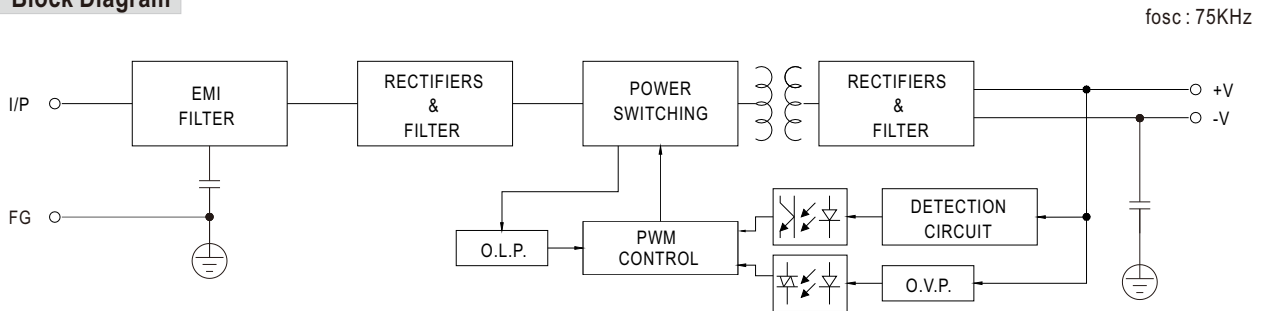 Block Diagram
fosc : 75KHz
I/P
EMI
FILTER
RECTIFIERS
&
FILTER
POWER
SWITCHING
RECTIFIERS
&
FILTER
+V
-V
FG
O.L.P.
PWM
CONTROL
DETECTION
CIRCUIT
O.V.P.